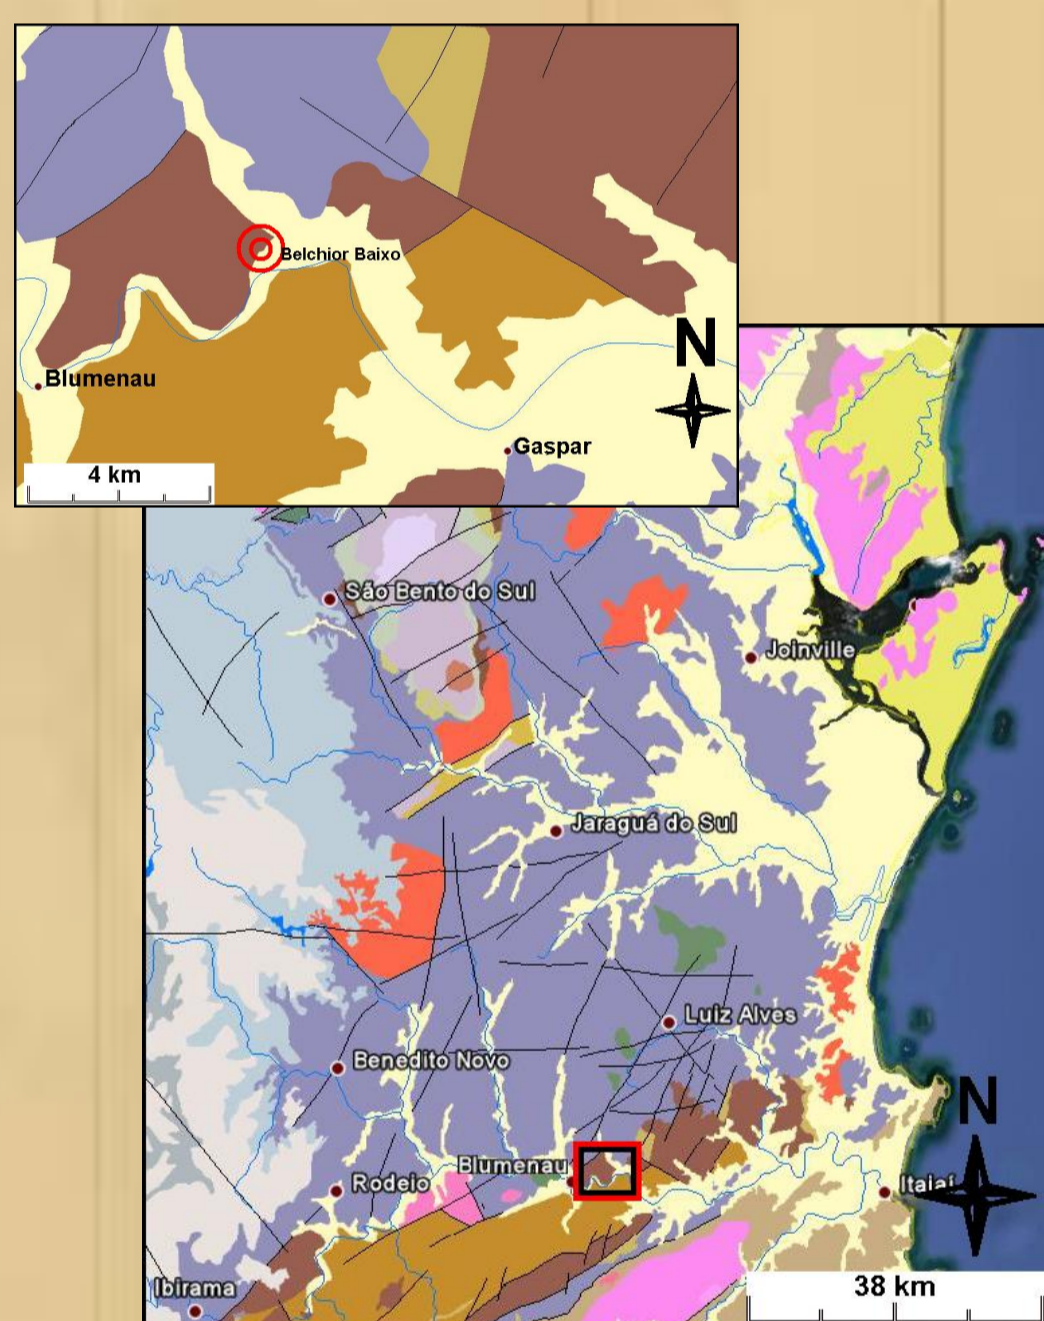 Belchior Baixo
N
Blumenau
Gaspar
4 km
São Bento do Sul
Joinville
Jaraguá do Sul
Luiz Alves
Benedito Novo
N
Blumenau
Rodeio
Itajaí
Ibirama
38 km